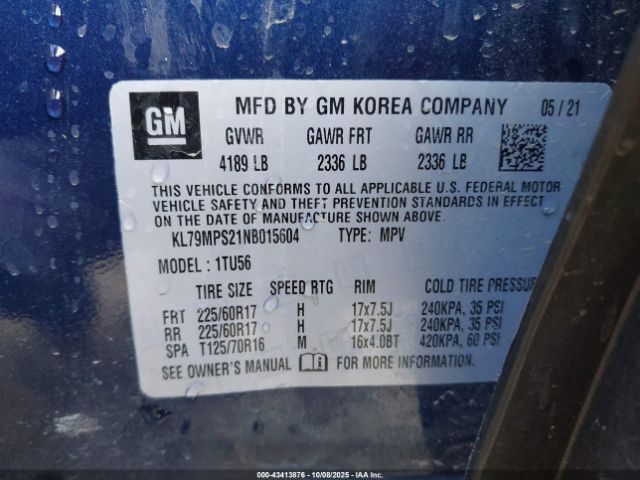 GM MFD BY GM KOREA COMPANY 05 / 21
GVWR GAWR FRT GAWR RR
4189 LB 2336 LB 2336 LB
THIS VEHICLE CONFORMS TO ALL APPLICABLE U.S. FEDERAL MOTOR
VEHICLE SAFETY AND THEFT PREVENTION STANDARDS IN EFFECT
ON THE DATE OF MANUFACTURE SHOWN ABOVE.
KL79MPS21NB015604 TYPE: MPV
MODEL : 1TU56
TIRE SIZE SPEED RTG RIM COLD TIRE PRESSURE
FRT 225/60R17 H 17x7.5J 240KPA, 35 PSI
RR 225/60R17 H 17x7.5J 240KPA, 35 PSI
SPA T125/70R16 M 16x4.0BT 420KPA, 60 PSI
SEE OWNER'S MANUAL FOR MORE INFORMATION
000-43413876 - 10/08/2025 - IAAI.com